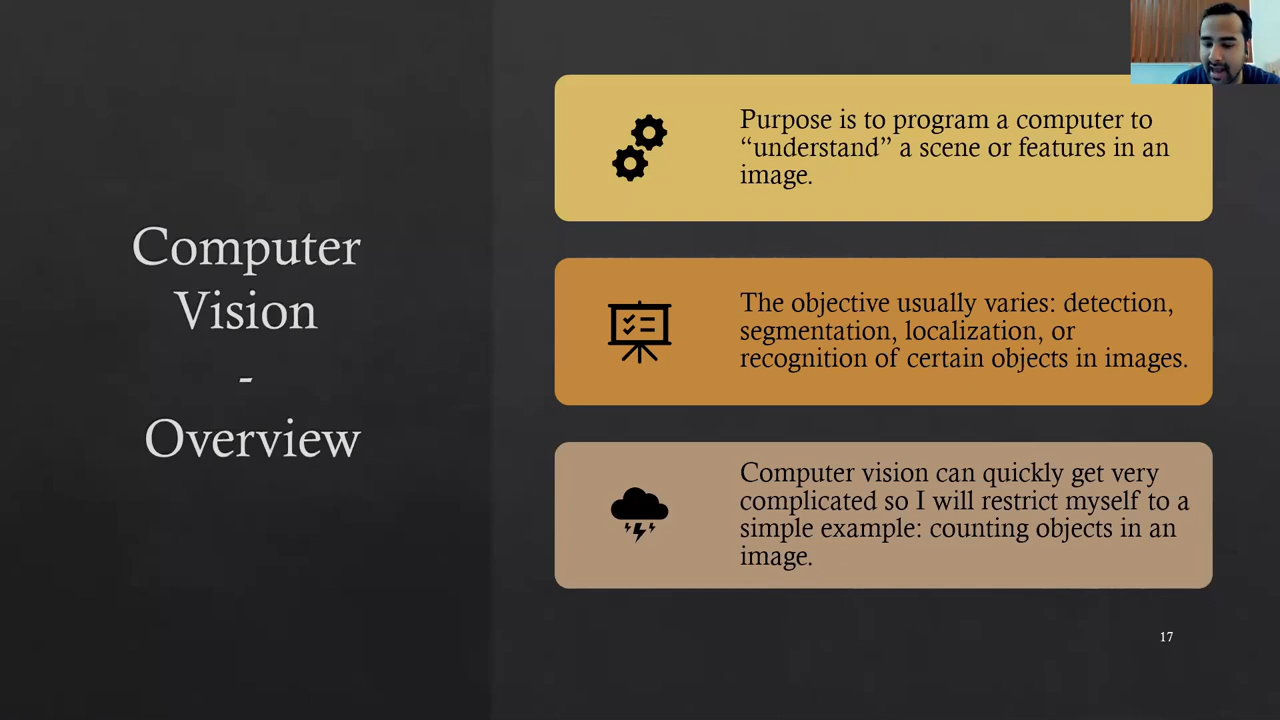 Computer
Vision
-
Overview
Purpose is to program a computer to
“understand” a scene or features in an
image.
The objective usually varies: detection,
segmentation, localization, or
recognition of certain objects in images.
Computer vision can quickly get very
complicated so I will restrict myself to a
simple example: counting objects in an
image.
17